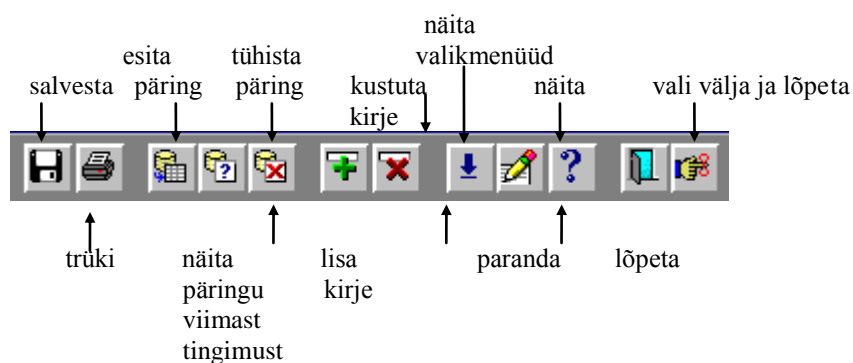 näita
esita tühista valikmenüüd
salvesta päring päring kustuta näita vali välja ja lõpeta
kirje
trüki näita lisa paranda lõpeta
päringu kirje
viimast
tingimust